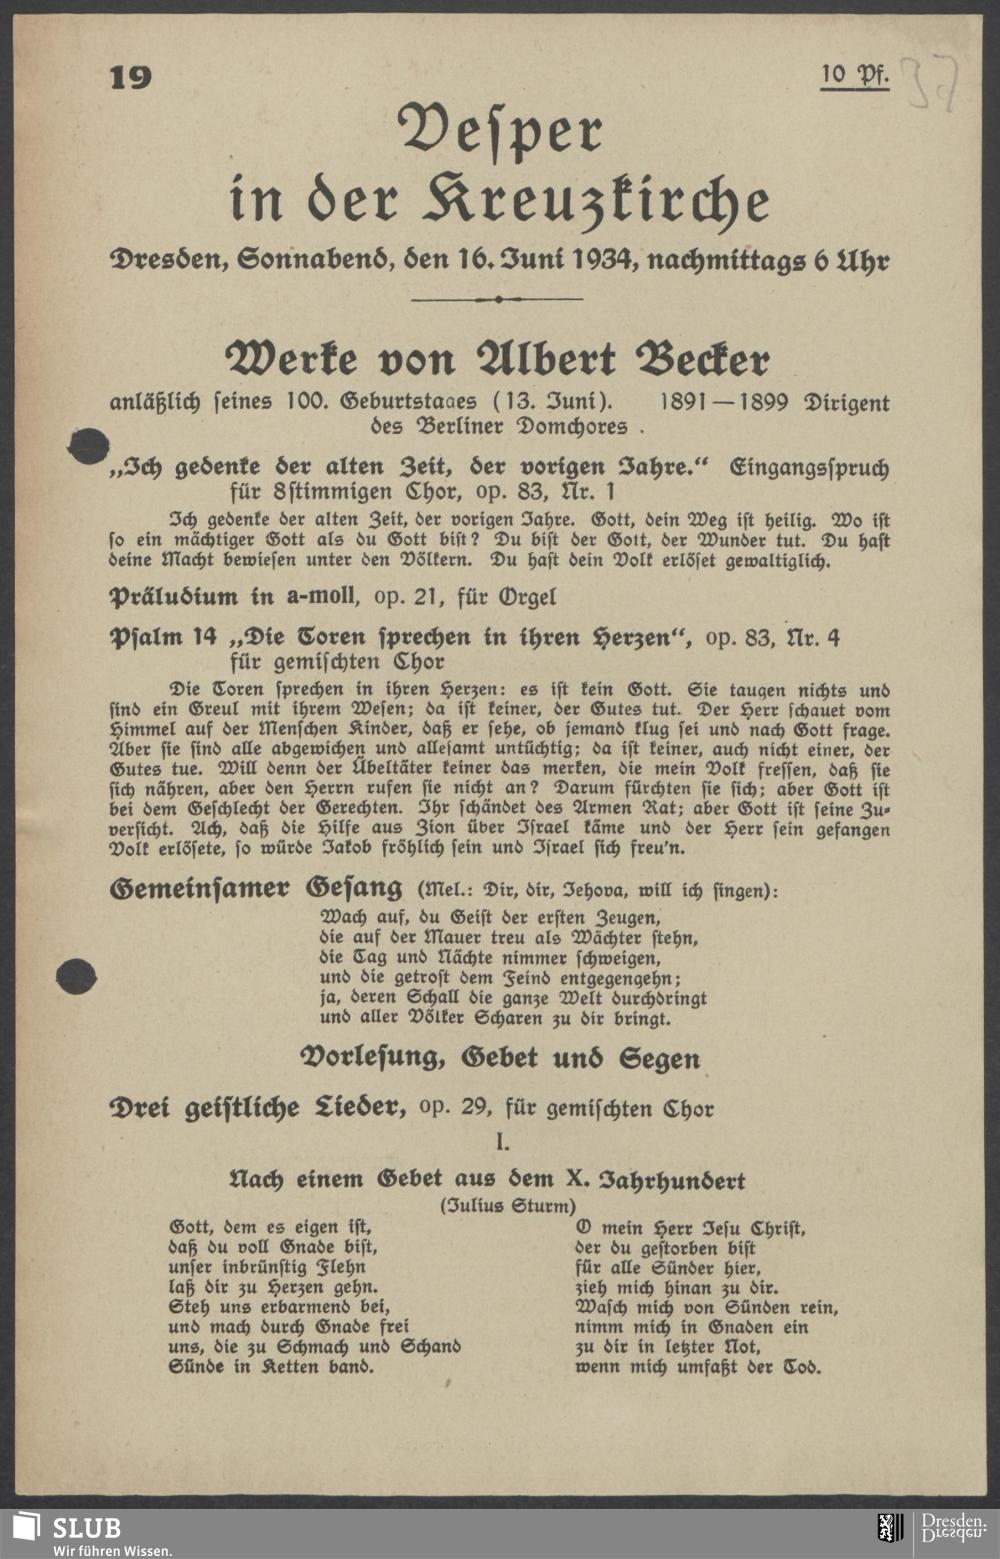 19
10 Pf.
37
Vesper
in der Kreuzkirche
Dresden, Sonnabend, den 16. Juni 1934, nachmittags 6 Uhr
Werke von Albert Becker
anläßlich seines 100. Geburtstages (13. Juni). 1891—1899 Dirigent
des Berliner Domchores .
„Ich gedenke der alten Zeit, der vorigen Jahre.“ Eingangsspruch
für 8stimmigen Chor, op. 83, Nr. 1
Ich gedenke der alten Zeit, der vorigen Jahre. Gott, dein Weg ist heilig. Wo ist
so ein mächtiger Gott als du Gott bist? Du bist der Gott, der Wunder tut. Du hast
deine Macht bewiesen unter den Völkern. Du hast dein Volk erlöset gewaltiglich.
Präludium in a-moll, op. 21, für Orgel
Psalm 14 „Die Toren sprechen in ihren Herzen“, op. 83, Nr. 4
für gemischten Chor
Die Toren sprechen in ihren Herzen: es ist kein Gott. Sie taugen nichts und
sind ein Greul mit ihrem Wesen; da ist keiner, der Gutes tut. Der Herr schauet vom
Himmel auf der Menschen Kinder, daß er sehe, ob jemand klug sei und nach Gott frage.
Aber sie sind alle abgewichen und allesamt untüchtig; da ist keiner, auch nicht einer, der
Gutes tue. Will denn der Übeltäter keiner das merken, die mein Volk fressen, daß sie
sich nähren, aber den Herrn rufen sie nicht an? Darum fürchten sie sich; aber Gott ist
bei dem Geschlecht der Gerechten. Ihr schändet des Armen Rat; aber Gott ist seine Zu-
versicht. Ach, daß die Hilfe aus Zion über Israel käme und der Herr sein gefangen
Volk erlösete, so würde Jakob fröhlich sein und Israel sich freu'n.
Gemeinsamer Gesang (Mel.: Dir, dir, Jehova, will ich singen):
Wach auf, du Geist der ersten Zeugen,
die auf der Mauer treu als Wächter stehn,
die Tag und Nächte nimmer schweigen,
und die getrost dem Feind entgegengehn;
ja, deren Schall die ganze Welt durchdringt
und aller Völker Scharen zu dir bringt.
Vorlesung, Gebet und Segen
Drei geistliche Lieder, op. 29, für gemischten Chor
I.
Nach einem Gebet aus dem X. Jahrhundert
(Julius Sturm)
Gott, dem es eigen ist,
daß du voll Gnade bist,
unser inbrünstig Flehn
laß dir zu Herzen gehn.
Steh uns erbarmend bei,
und mach durch Gnade frei
uns, die zu Schmach und Schand
Sünde in Ketten band.
O mein Herr Jesu Christ,
der du gestorben bist
für alle Sünder hier,
zieh mich hinan zu dir.
Wasch mich von Sünden rein,
nimm mich in Gnaden ein
zu dir in letzter Not,
wenn mich umfaßt der Tod.
SLUB
Wir führen Wissen.
Dresden.
Dresden.